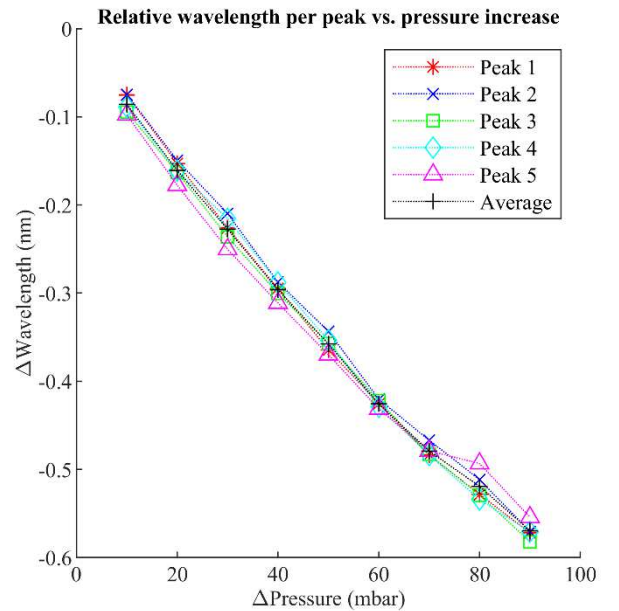 Relative wavelength per peak vs. pressure increase
0
-0.1
-0.2
-0.3
-0.4
-0.5
-0.6
ΔWavelength (nm)
Peak 1
Peak 2
Peak 3
Peak 4
Peak 5
Average
0
20
40
60
80
100
ΔPressure (mbar)